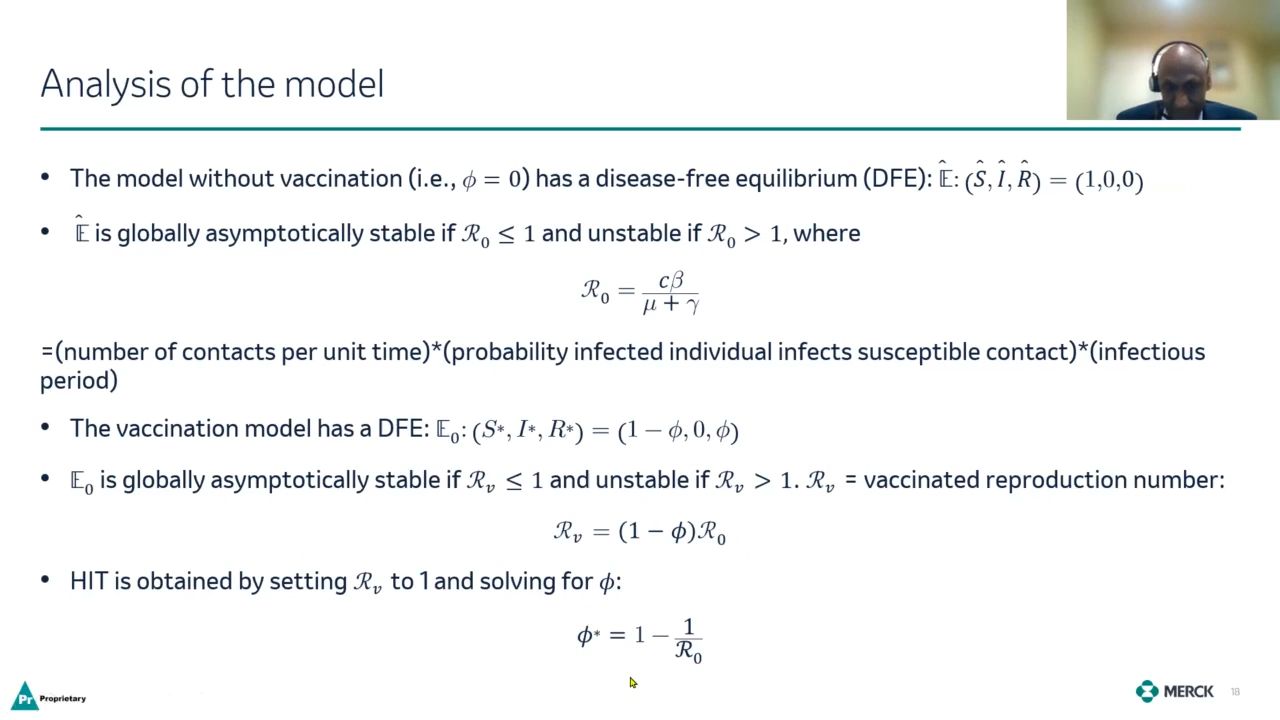 Analysis of the model
• The model without vaccination (i.e., ϕ = 0) has a disease-free equilibrium (DFE): 𝔼̂: (Ŝ, Î, R̂) = (1,0,0)
• 𝔼̂ is globally asymptotically stable if ℛ₀ ≤ 1 and unstable if ℛ₀ > 1, where
ℛ₀ = cβ / (μ + γ)
=(number of contacts per unit time)*(probability infected individual infects susceptible contact)*(infectious
period)
• The vaccination model has a DFE: 𝔼₀: (S*, I*, R*) = (1 − ϕ, 0, ϕ)
• 𝔼₀ is globally asymptotically stable if ℛᵥ ≤ 1 and unstable if ℛᵥ > 1. ℛᵥ = vaccinated reproduction number:
ℛᵥ = (1 − ϕ)ℛ₀
• HIT is obtained by setting ℛᵥ to 1 and solving for ϕ:
ϕ* = 1 − 1/ℛ₀
Pr Proprietary
MERCK 18